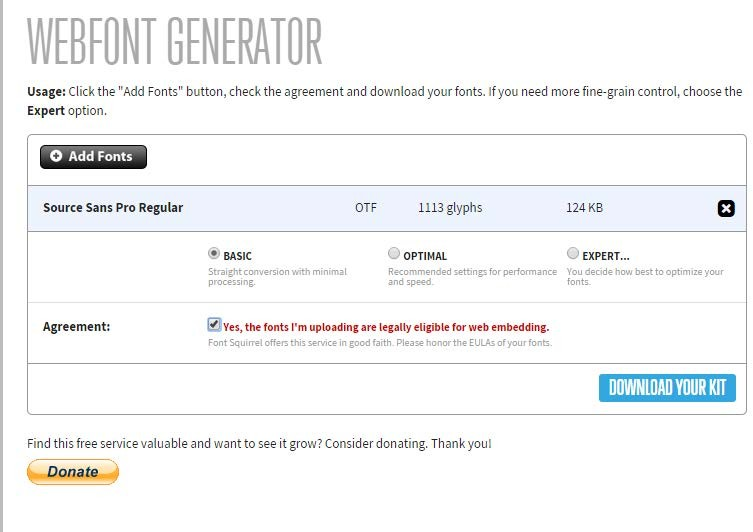 WEBFONT GENERATOR
Usage: Click the "Add Fonts" button, check the agreement and download your fonts. If you need more fine-grain control, choose the
Expert option.
Add Fonts
Source Sans Pro Regular OTF 1113 glyphs 124 KB
BASIC OPTIMAL EXPERT...
Straight conversion with minimal Recommended settings for performance You decide how best to optimize your
processing. and speed. fonts.
Agreement: Yes, the fonts I'm uploading are legally eligible for web embedding.
Font Squirrel offers this service in good faith. Please honor the EULAs of your fonts.
DOWNLOAD YOUR KIT
Find this free service valuable and want to see it grow? Consider donating. Thank you!
Donate